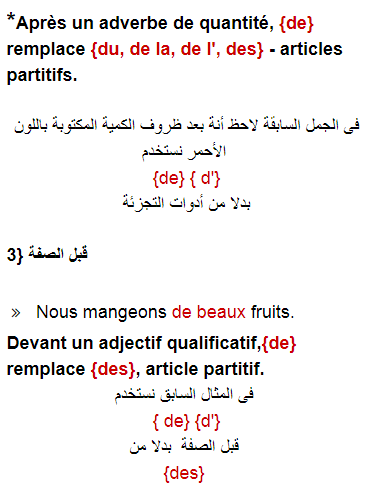 *Après un adverbe de quantité, {de}
remplace {du, de la, de l', des} - articles
partitifs.
فى الجمل السابقة لاحظ أنة بعد ظروف الكمية المكتوبة باللون
الأحمر نستخدم
{de} { d'}
بدلا من أدوات التجزئة
3} قبل الصفة
» Nous mangeons de beaux fruits.
Devant un adjectif qualificatif,{de}
remplace {des}, article partitif.
فى المثال السابق نستخدم
{ de} {d'}
قبل الصفة بدلا من
{des}